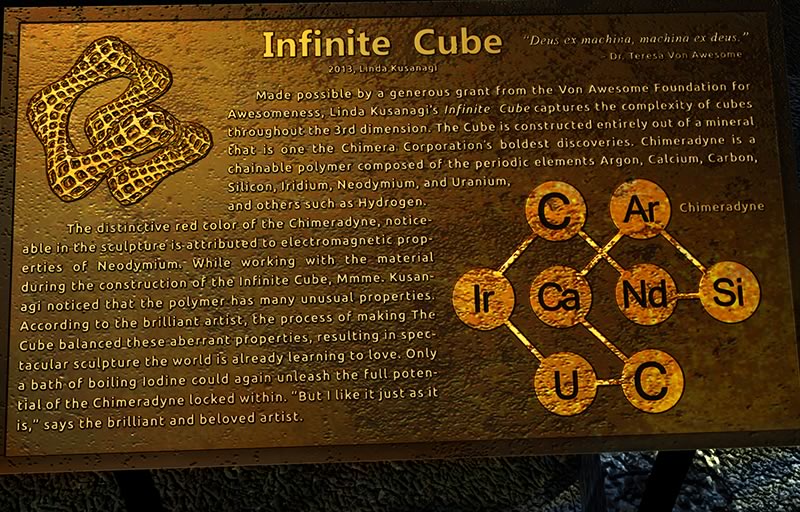 Infinite Cube
2013, Linda Kusanagi
"Deus ex machina, machina ex deus."
- Dr. Teresa Von Awesome
Made possible by a generous grant from the Von Awesome Foundation for
Awesomeness, Linda Kusanagi's Infinite Cube captures the complexity of cubes
throughout the 3rd dimension. The Cube is constructed entirely out of a mineral
that is one the Chimera Corporation's boldest discoveries. Chimeradyne is a
chainable polymer composed of the periodic elements Argon, Calcium, Carbon,
Silicon, Iridium, Neodymium, and Uranium,
and others such as Hydrogen.
The distinctive red color of the Chimeradyne, notice-
able in the sculpture is attributed to electromagnetic prop-
erties of Neodymium. While working with the material
during the construction of the Infinite Cube, Mmme. Kusan-
agi noticed that the polymer has many unusual properties.
According to the brilliant artist, the process of making The
Cube balanced these aberrant properties, resulting in spec-
tacular sculpture the world is already learning to love. Only
a bath of boiling Iodine could again unleash the full poten-
tial of the Chimeradyne locked within. "But I like it just as it
is," says the brilliant and beloved artist.
Chimeradyne
C Ar
Ir Ca Nd Si
U C